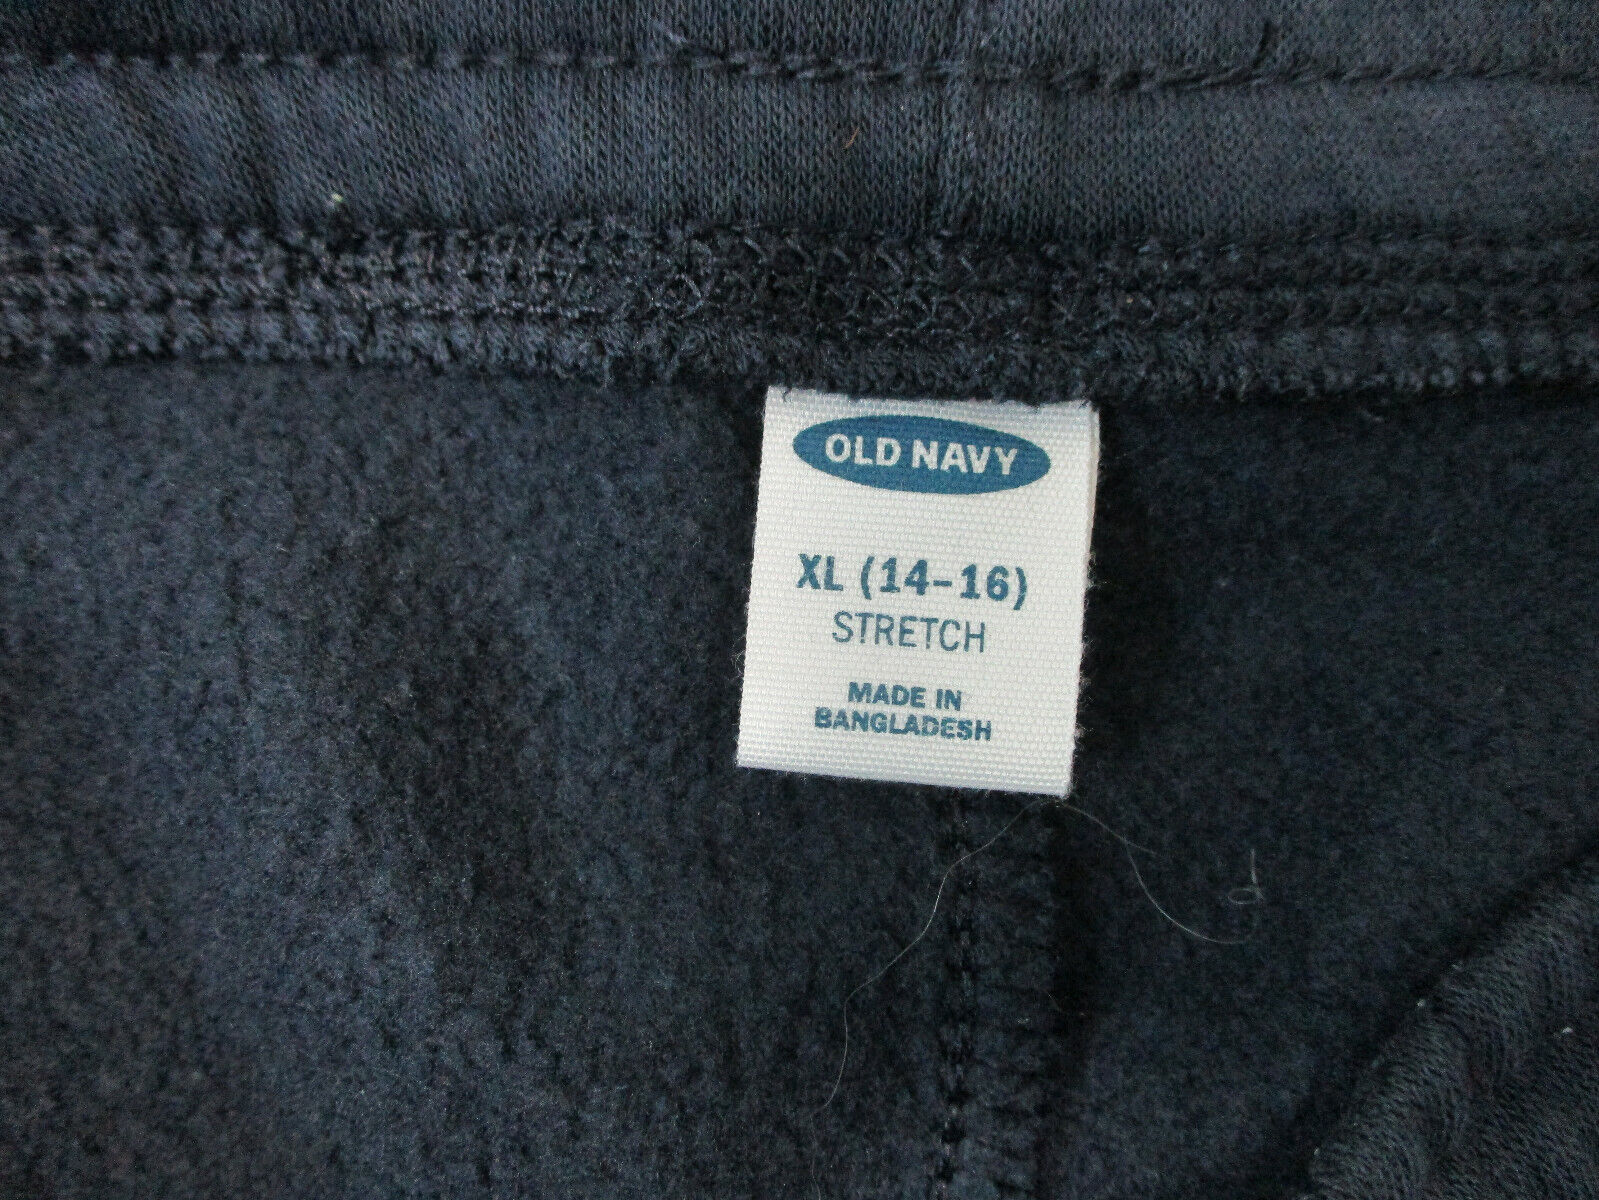 OLD NAVY
XL (14-16)
STRETCH
MADE IN
BANGLADESH